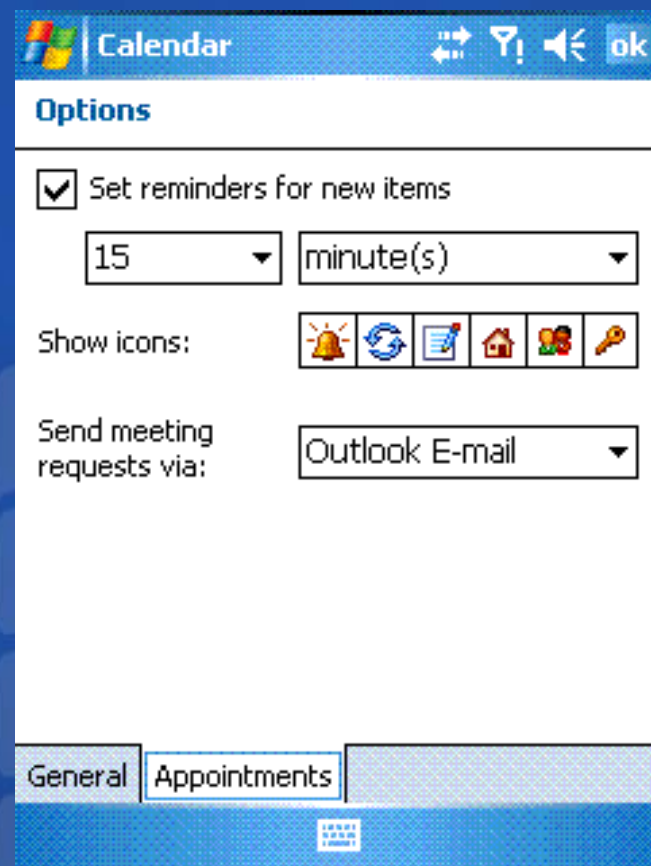 Calendar
ok
Options
Set reminders for new items
15
minute(s)
Show icons:
Send meeting
requests via:
Outlook E-mail
General
Appointments